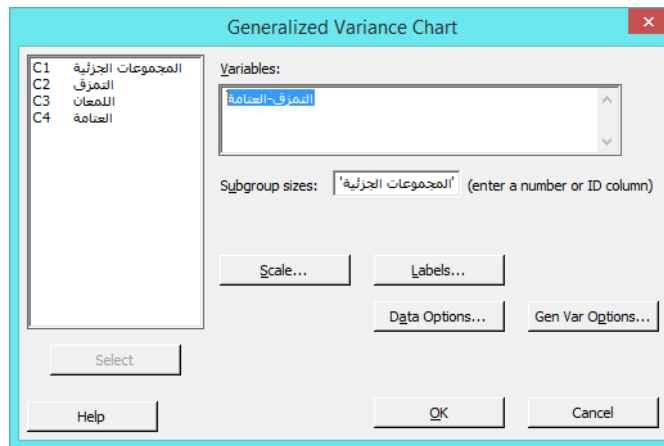 Generalized Variance Chart
C1 المجموعات الجزئية
C2 التمزق
C3 اللمعان
C4 العتامة
Variables:
التمزق-العتامة
Subgroup sizes: 'المجموعات الجزئية' (enter a number or ID column)
Scale... Labels...
Data Options... Gen Var Options...
Select
Help OK Cancel